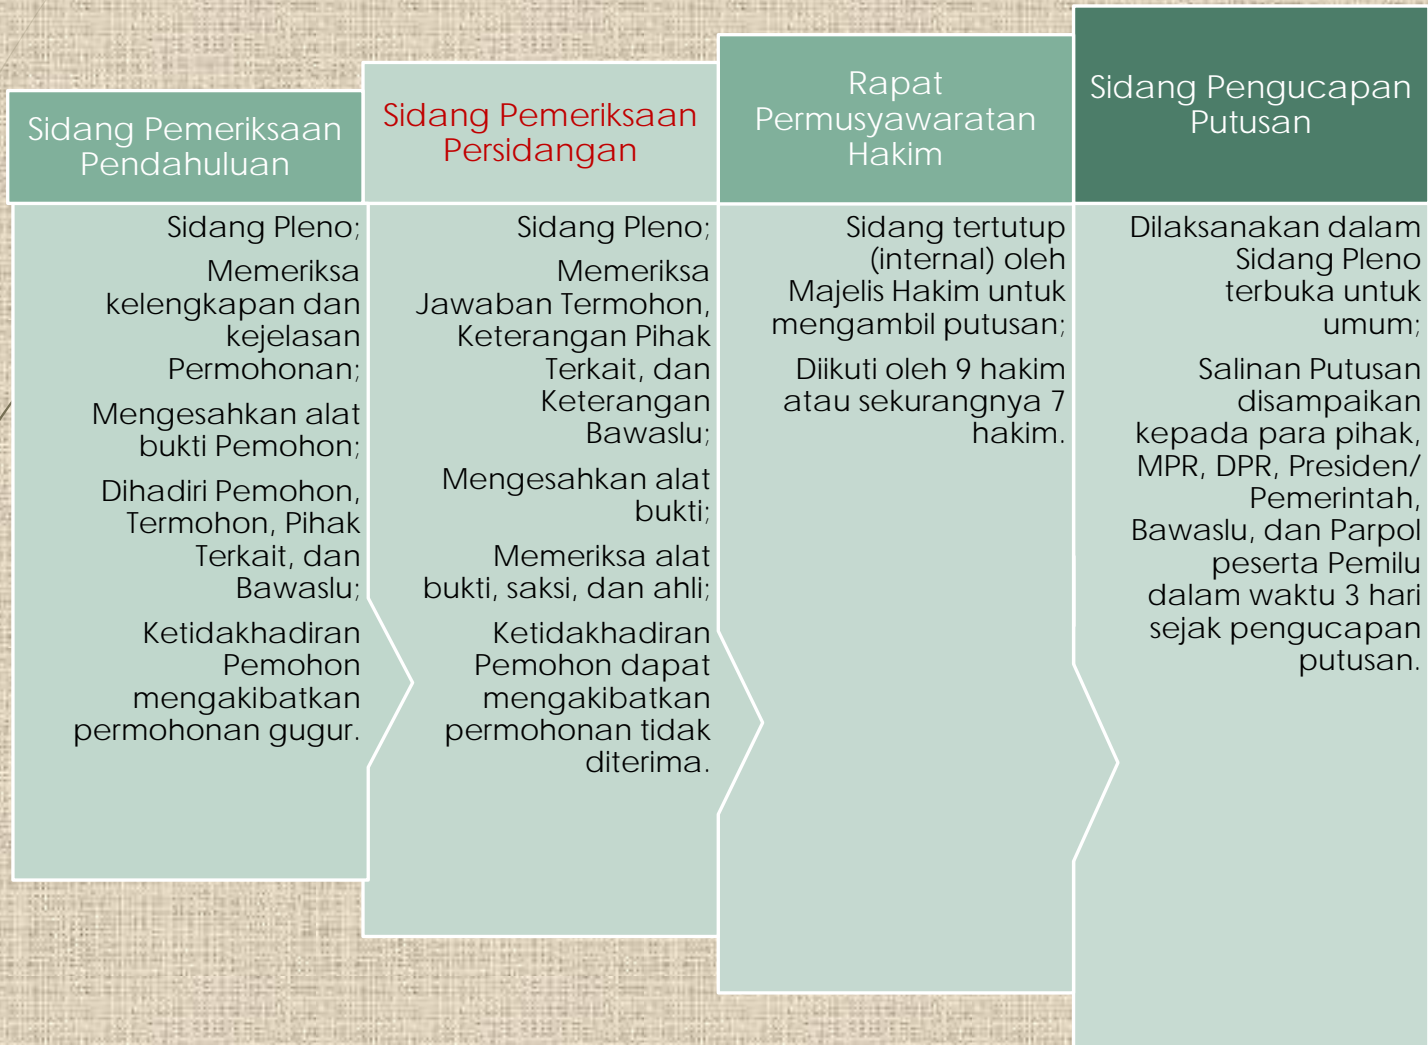 Sidang Pemeriksaan
Pendahuluan
Sidang Pleno;
Memeriksa
kelengkapan dan
kejelasan
Permohonan;
Mengesahkan alat
bukti Pemohon;
Dihadiri Pemohon,
Termohon, Pihak
Terkait, dan
Bawaslu;
Ketidakhadiran
Pemohon
mengakibatkan
permohonan gugur.
Sidang Pemeriksaan
Persidangan
Sidang Pleno;
Memeriksa
Jawaban Termohon,
Keterangan Pihak
Terkait, dan
Keterangan
Bawaslu;
Mengesahkan alat
bukti;
Memeriksa alat
bukti, saksi, dan ahli;
Ketidakhadiran
Pemohon dapat
mengakibatkan
permohonan tidak
diterima.
Rapat
Permusyawaratan
Hakim
Sidang tertutup
(internal) oleh
Majelis Hakim untuk
mengambil putusan;
Diikuti oleh 9 hakim
atau sekurangnya 7
hakim.
Sidang Pengucapan
Putusan
Dilaksanakan dalam
Sidang Pleno
terbuka untuk
umum;
Salinan Putusan
disampaikan
kepada para pihak,
MPR, DPR, Presiden/
Pemerintah,
Bawaslu, dan Parpol
peserta Pemilu
dalam waktu 3 hari
sejak pengucapan
putusan.